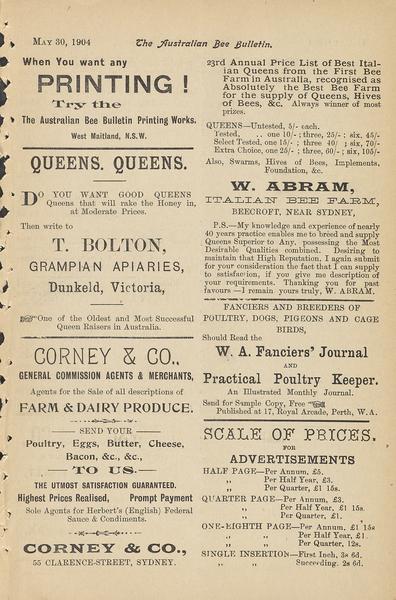 MAY 30, 1904 The Australian Bee Bulletin.
When You want any
PRINTING!
Try the
The Australian Bee Bulletin Printing Works.
West Maitland, N.S.W.
QUEENS. QUEENS.
DO YOU WANT GOOD QUEENS
Queens that will rake the Honey in,
at Moderate Prices.
Then write to
T. BOLTON,
GRAMPIAN APIARIES,
Dunkeld, Victoria,
One of the Oldest and Most Successful
Queen Raisers in Australia.
CORNEY & CO.,
GENERAL COMMISSION AGENTS & MERCHANTS,
Agents for the Sale of all descriptions of
FARM & DAIRY PRODUCE.
— SEND YOUR —
Poultry, Eggs, Butter, Cheese,
Bacon, &c., &c.,
— TO US. —
THE UTMOST SATISFACTION GUARANTEED.
Highest Prices Realised, Prompt Payment
Sole Agents for Herbert's (English) Federal
Sauce & Condiments.
CORNEY & CO.,
55 CLARENCE-STREET, SYDNEY.
23rd Annual Price List of Best Ital-
ian Queens from the First Bee
Farm in Australia, recognised as
Absolutely the Best Bee Farm
for the supply of Queens, Hives
of Bees, &c. Always winner of most
prizes.
QUEENS—Untested, 5/- each.
Tested, .. one 10/-; three, 25/-; six, 45/-
Select Tested, one 15/-; three 40/-; six, 70/-
Extra Choice, one 25/-; three, 60/-; six, 105/-
Also, Swarms, Hives of Bees, Implements,
Foundation, &c.
W. ABRAM,
ITALIAN BEE FARM,
BEECROFT, NEAR SYDNEY,
P.S.—My knowledge and experience of nearly
40 years practice enables me to breed and supply
Queens Superior to Any, possessing the Most
Desirable Qualities combined. Desiring to
maintain that High Reputation, I again submit
for your consideration the fact that I can supply
to satisfacion, if you give me description of
your requirements. Thanking you for past
favours—I remain yours truly, W. ABRAM.
FANCIERS AND BREEDERS OF
POULTRY, DOGS, PIGEONS AND CAGE
BIRDS,
Should Read the
W. A. Fanciers' Journal
AND
Practical Poultry Keeper.
An Illustrated Monthly Journal.
Send for Sample Copy, Free
Published at 17, Royal Arcade, Perth, W.A.
SCALE OF PRICES.
FOR
ADVERTISEMENTS
HALF PAGE—Per Annum, £5.
,, Per Half Year, £3.
,, Per Quarter, £1 15s.
QUARTER PAGE—Per Annum, £3.
,, Per Half Year, £1 15s.
,, Per Quarter, £1.
ONE-EIGHTH PAGE—Per Annum, £1 15s
,, ,, Per Half Year, £1.
,, ,, Per Quarter, 12s.
SINGLE INSERTION—First Inch, 3s 6d.
,, ,, Succeeding. 2s 6d.